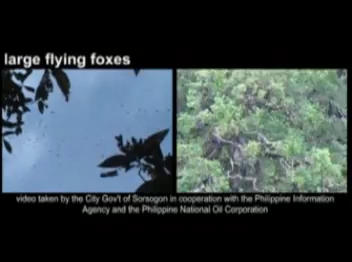 large flying foxes
video taken by the City Gov't of Sorsogon in cooperation with the Philippine Information
Agency and the Philippine National Oil Corporation